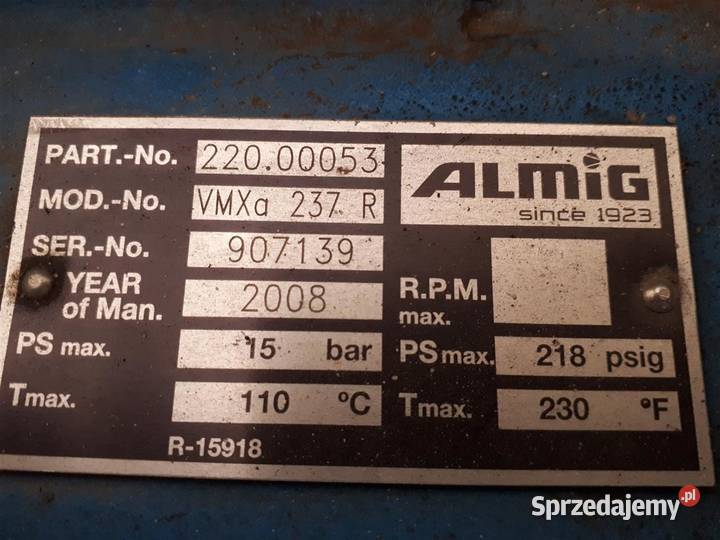 PART.-No. 220.00053
MOD.-No. VMXa 237 R
SER.-No. 907139
YEAR of Man. 2008
PS max. 15 bar
Tmax. 110 °C
ALMiG
since 1923
R.P.M. max.
PS max. 218 psig
Tmax. 230 °F
R-15918
Sprzedajemy.pl